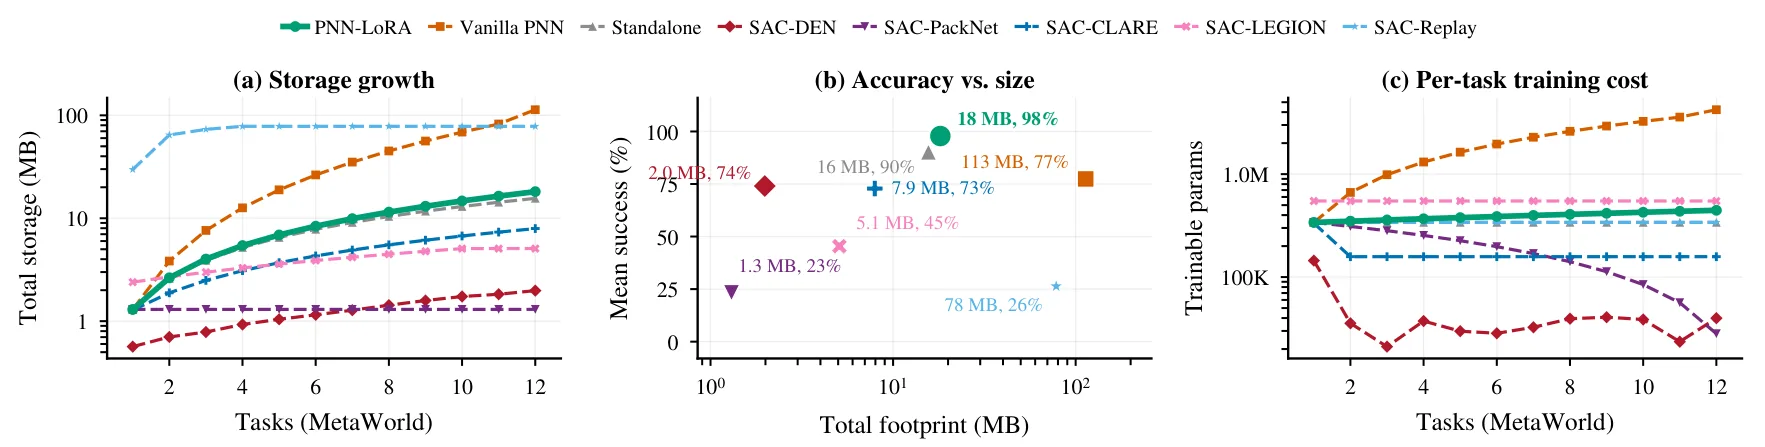 PNN-LoRA Vanilla PNN Standalone SAC-DEN SAC-PackNet SAC-CLARE SAC-LEGION SAC-Replay
(a) Storage growth
Total storage (MB)
100
10
1
2 4 6 8 10 12
Tasks (MetaWorld)
(b) Accuracy vs. size
Mean success (%)
100
75
50
25
0
18 MB, 98%
16 MB, 90%
113 MB, 77%
2.0 MB, 74%
7.9 MB, 73%
5.1 MB, 45%
1.3 MB, 23%
78 MB, 26%
10⁰ 10¹ 10²
Total footprint (MB)
(c) Per-task training cost
Trainable params
1.0M
100K
2 4 6 8 10 12
Tasks (MetaWorld)